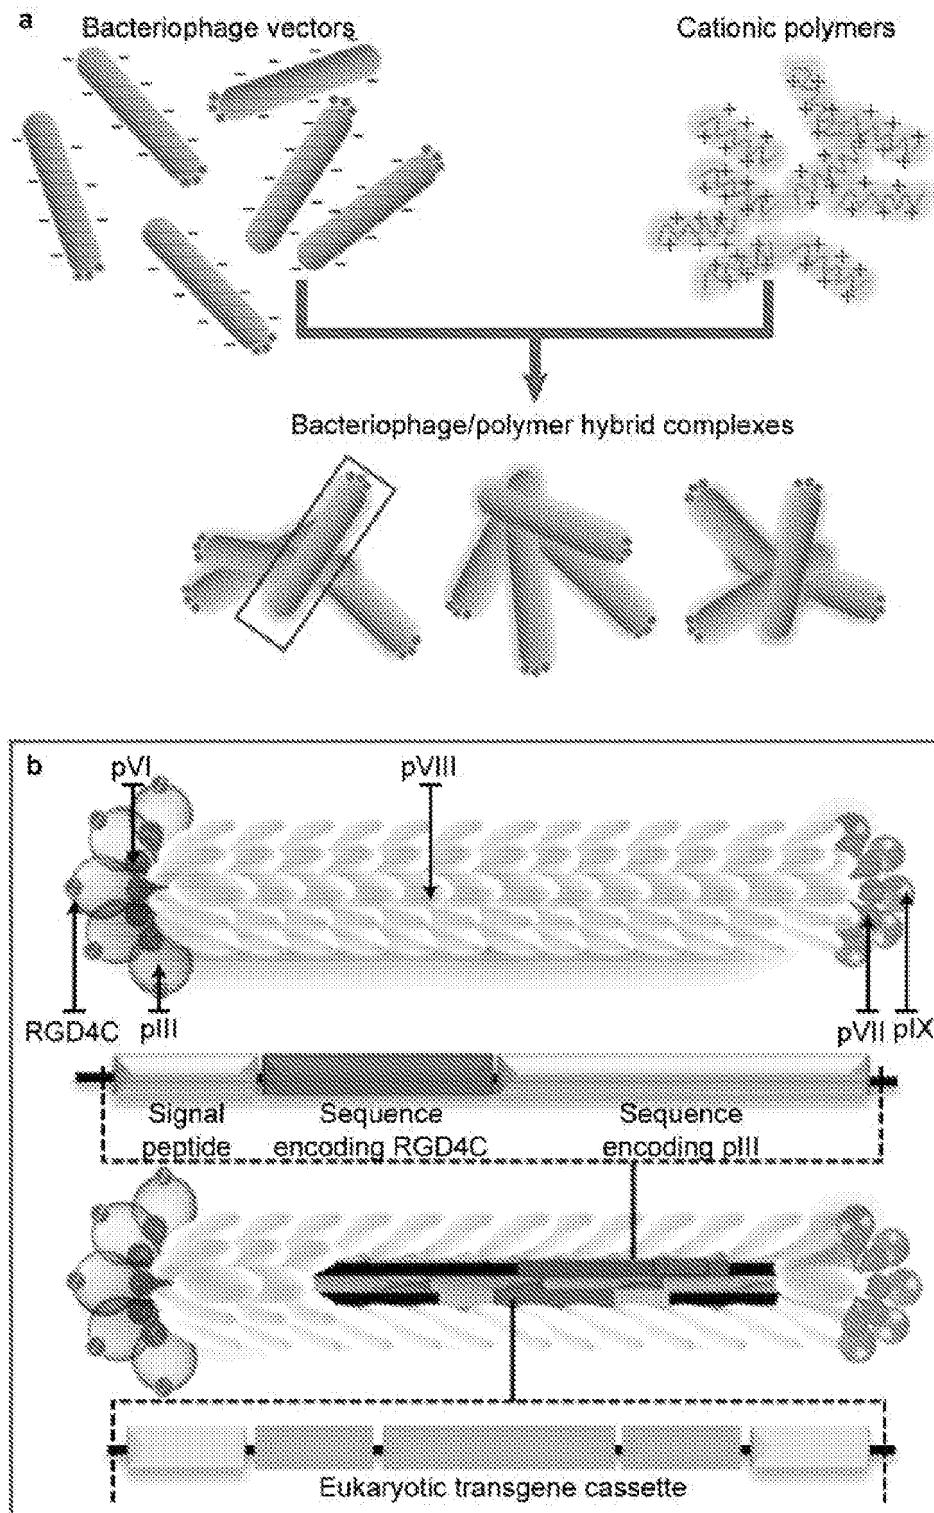 a
Bacteriophage vectors
Cationic polymers
Bacteriophage/polymer hybrid complexes
b
pVI
pVIII
RGD4C
pIII
pVII
pIX
Signal
peptide
Sequence
encoding RGD4C
Sequence
encoding pIII
Eukaryotic transgene cassette